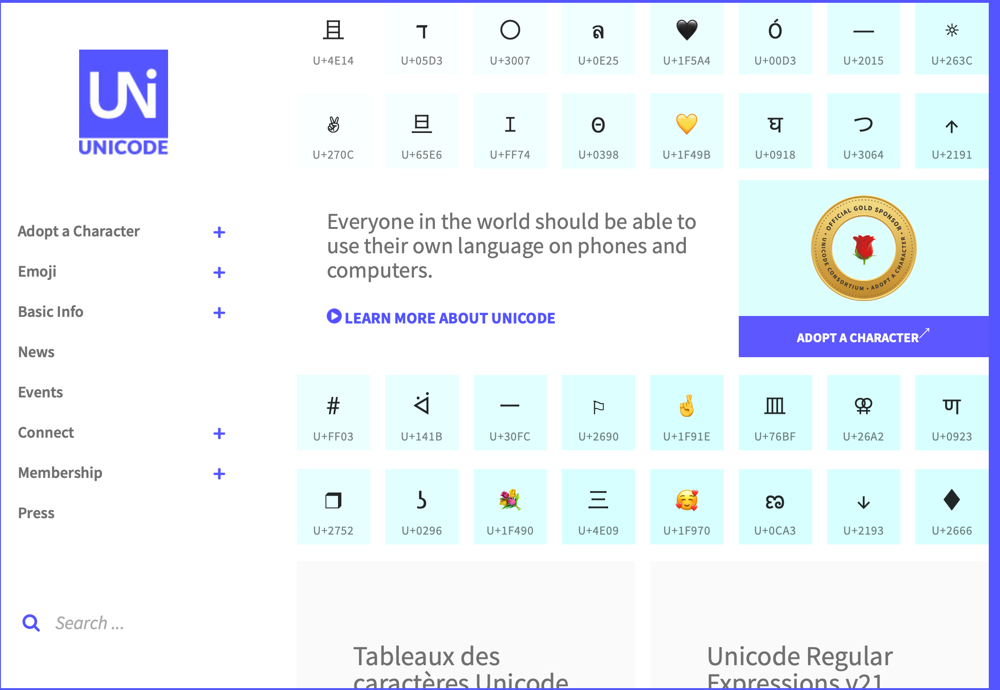 UNi
UNICODE
Adopt a Character +
Emoji +
Basic Info +
News
Events
Connect +
Membership +
Press
Search ...
且 ד 〇 ล 🖤 Ó ― ☼
U+4E14 U+05D3 U+3007 U+0E25 U+1F5A4 U+00D3 U+2015 U+263C
✌ 旦 エ Θ 💛 घ つ ↑
U+270C U+65E6 U+FF74 U+0398 U+1F49B U+0918 U+3064 U+2191
Everyone in the world should be able to
use their own language on phones and
computers.
LEARN MORE ABOUT UNICODE
• OFFICIAL GOLD SPONSOR •
UNICODE CONSORTIUM • ADOPT A CHARACTER
ADOPT A CHARACTER↗
# ᐛ ー ⚐ 🤞 皿 ⚢ ण
U+FF03 U+141B U+30FC U+2690 U+1F91E U+76BF U+26A2 U+0923
❒ ʖ 💐 三 🥰 ಣ ↓ ♦
U+2752 U+0296 U+1F490 U+4E09 U+1F970 U+0CA3 U+2193 U+2666
Tableaux des
caractères Unicode
Unicode Regular
Expressions v21